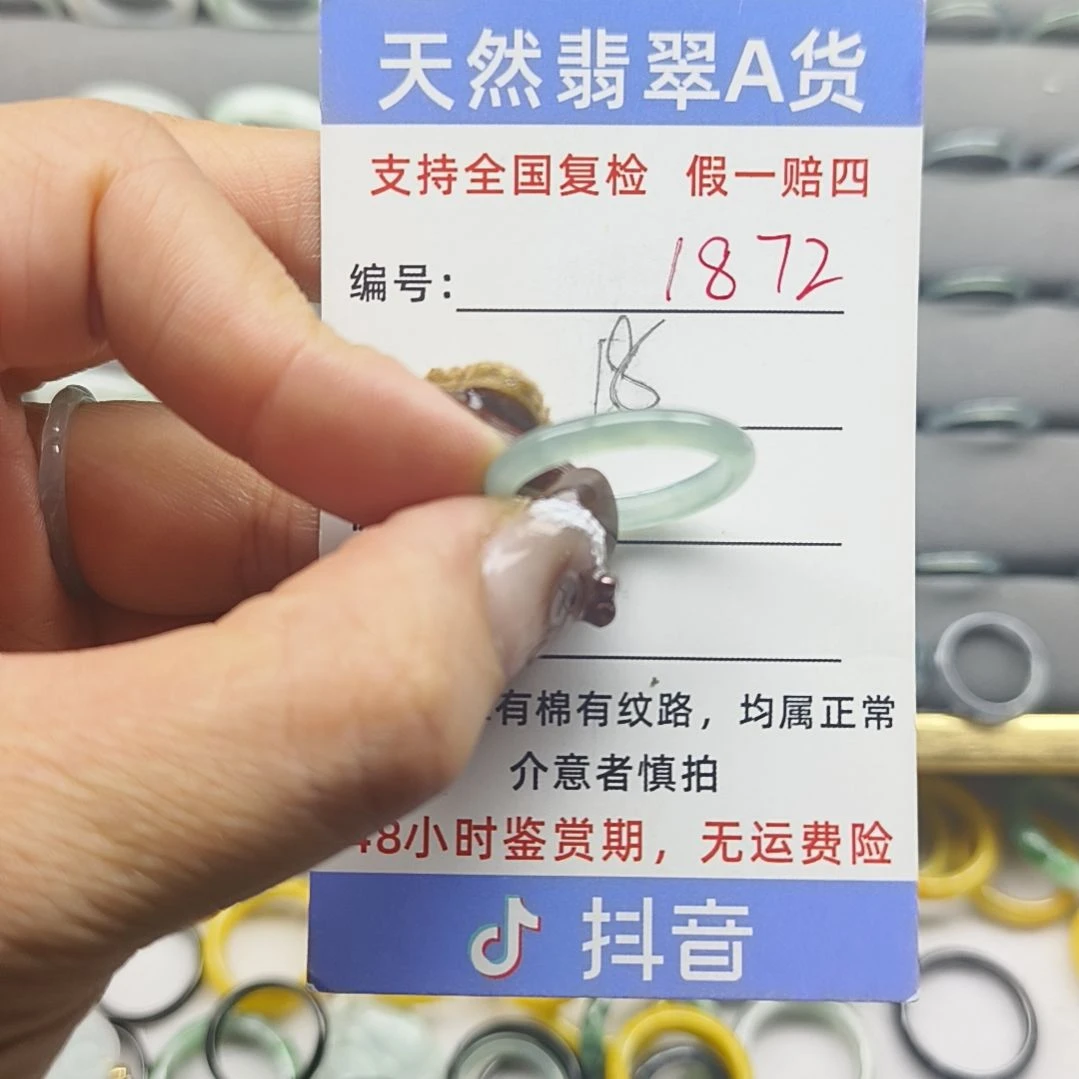 天然翡翠A货
支持全国复检 假一赔四
编号: 1872
18
有棉有纹路，均属正常
介意者慎拍
48小时鉴赏期，无运费险
抖音